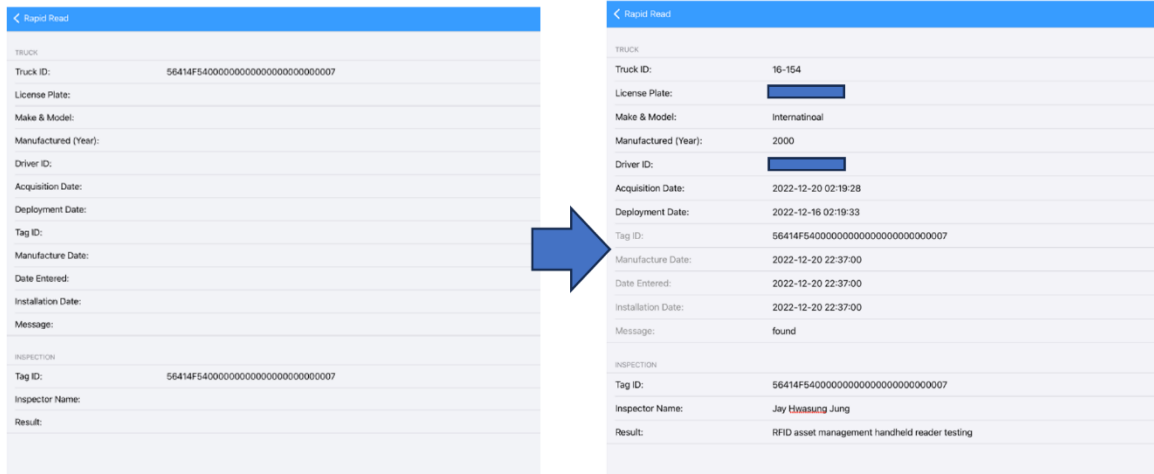 Rapid Read
TRUCK
Truck ID: 56414F540000000000000000000007
License Plate:
Make & Model:
Manufactured (Year):
Driver ID:
Acquisition Date:
Deployment Date:
Tag ID:
Manufacture Date:
Date Entered:
Installation Date:
Message:
INSPECTION
Tag ID: 56414F540000000000000000000007
Inspector Name:
Result:
Rapid Read
TRUCK
Truck ID: 16-154
License Plate:
Make & Model: Internatinoal
Manufactured (Year): 2000
Driver ID:
Acquisition Date: 2022-12-20 02:19:28
Deployment Date: 2022-12-16 02:19:33
Tag ID: 56414F540000000000000000000007
Manufacture Date: 2022-12-20 22:37:00
Date Entered: 2022-12-20 22:37:00
Installation Date: 2022-12-20 22:37:00
Message: found
INSPECTION
Tag ID: 56414F540000000000000000000007
Inspector Name: Jay Hwasung Jung
Result: RFID asset management handheld reader testing